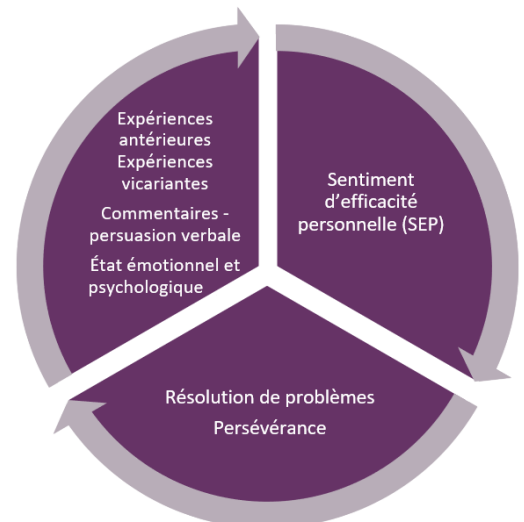 Expériences
antérieures
Expériences
vicariantes
Commentaires -
persuasion verbale
État émotionnel et
psychologique
Sentiment
d’efficacité
personnelle (SEP)
Résolution de problèmes
Persévérance